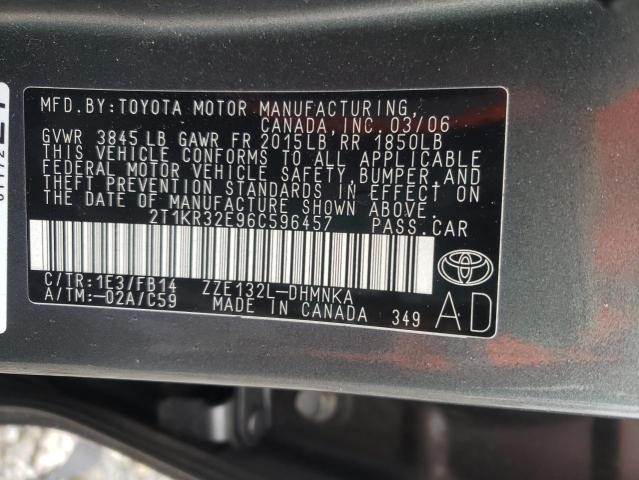 MFD. BY: TOYOTA MOTOR MANUFACTURING,
CANADA, INC. 03/06
GVWR 3845 LB GAWR FR 2015LB RR 1850LB
THIS VEHICLE CONFORMS TO ALL APPLICABLE
FEDERAL MOTOR VEHICLE SAFETY, BUMPER, AND
THEFT PREVENTION STANDARDS IN EFFECT ON
THE DATE OF MANUFACTURE SHOWN ABOVE.
2T1KR32E96C596457 PASS.CAR
C/TR: 1E3/FB14 ZZE132L-DHMNKA
A/TM: -02A/C59 MADE IN CANADA 349
AD